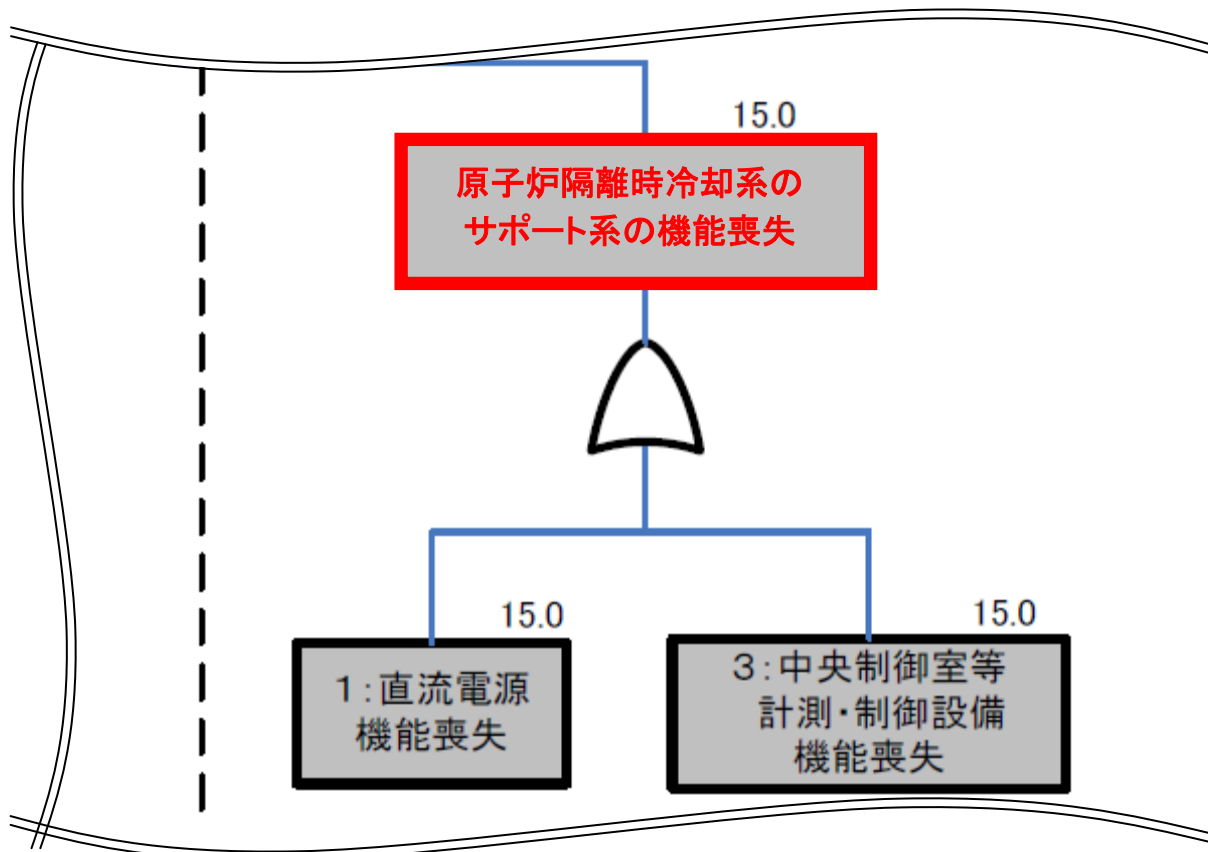 15.0
原子炉隔離時冷却系の
サポート系の機能喪失
15.0
1:直流電源
機能喪失
15.0
3:中央制御室等
計測・制御設備
機能喪失